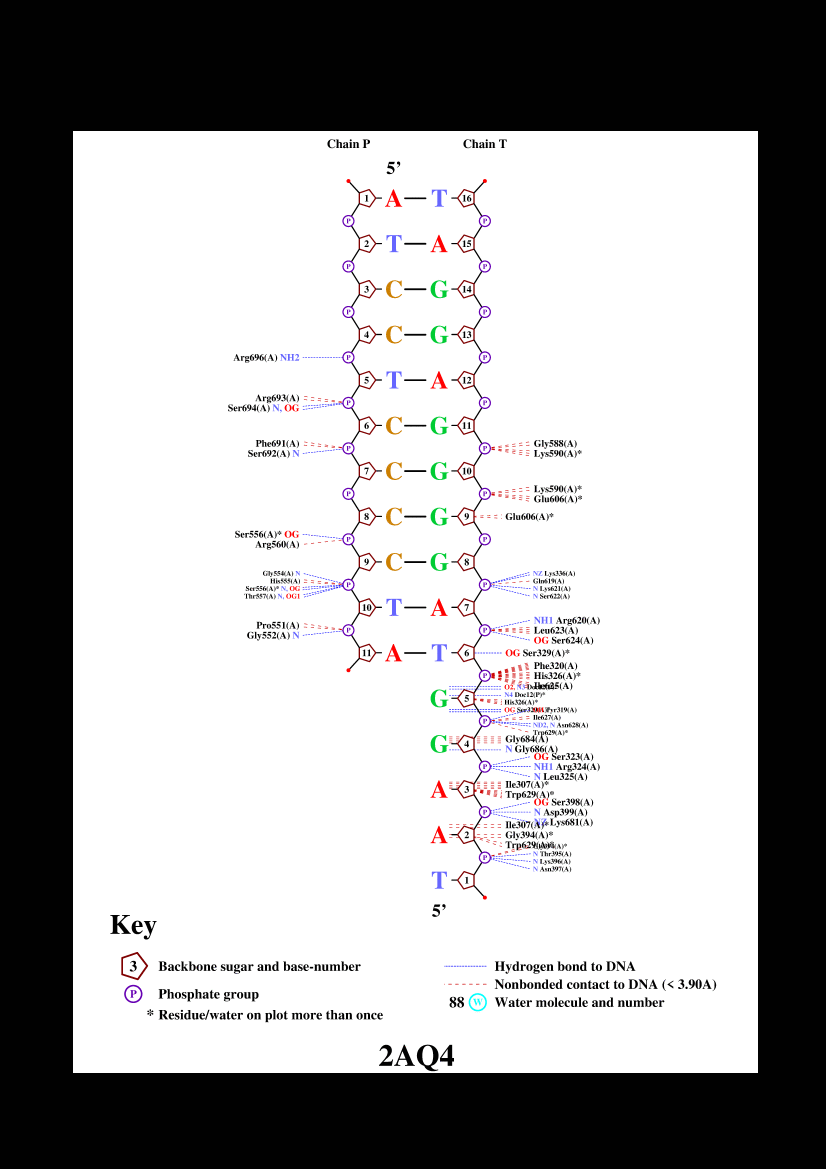 Chain P Chain T
5’
1 A T 16
P P
2 T A 15
P P
3 C G 14
P P
4 C G 13
Arg696(A) NH2 P P
5 T A 12
Arg693(A)
Ser694(A) N, OG P P
6 C G 11
Phe691(A) P P Gly588(A)
Ser692(A) N Lys590(A)*
7 C G 10
P P Lys590(A)*
Glu606(A)*
8 C G 9 Glu606(A)*
Ser556(A)* OG P P
Arg560(A)
9 C G 8
Gly554(A) N NZ Lys336(A)
His555(A) P P Gln619(A)
Ser556(A)* N, OG N Lys621(A)
Thr557(A) N, OG1 N Ser622(A)
10 T A 7
NH1 Arg620(A)
Pro551(A) P P Leu623(A)
Gly552(A) N OG Ser624(A)
11 A T 6 OG Ser329(A)*
Phe320(A)
P His326(A)*
Ile625(A)
G 5 N4 Doc12(P)*
His326(A)*
OG Ser329(A)* Tyr319(A)
Ile627(A)
P ND2, N Asn628(A)
Trp629(A)*
G 4 Gly684(A)
N Gly686(A)
OG Ser323(A)
P NH1 Arg324(A)
N Leu325(A)
A 3 Ile307(A)*
Trp629(A)*
OG Ser398(A)
P N Asp399(A)
Lys681(A)
A 2 Ile307(A)*
Gly394(A)*
Trp629(A)*
P N Thr395(A)
N Lys396(A)
N Asn397(A)
T 1
5’
Key
3 Backbone sugar and base-number
P Phosphate group
* Residue/water on plot more than once
Hydrogen bond to DNA
Nonbonded contact to DNA (< 3.90A)
88 W Water molecule and number
2AQ4